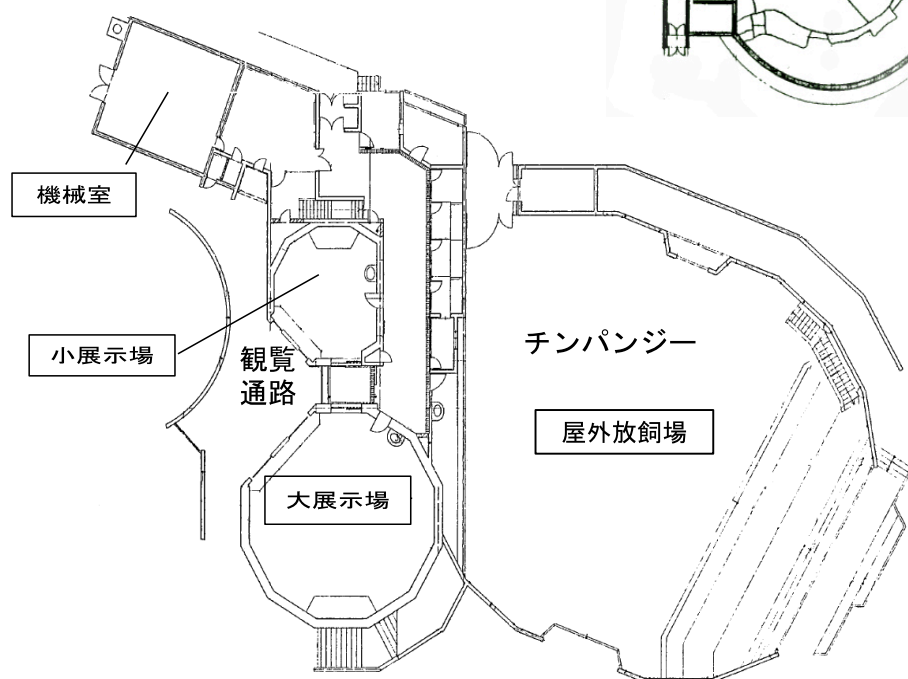 機械室
小展示場
観覧
通路
チンパンジー
屋外放飼場
大展示場